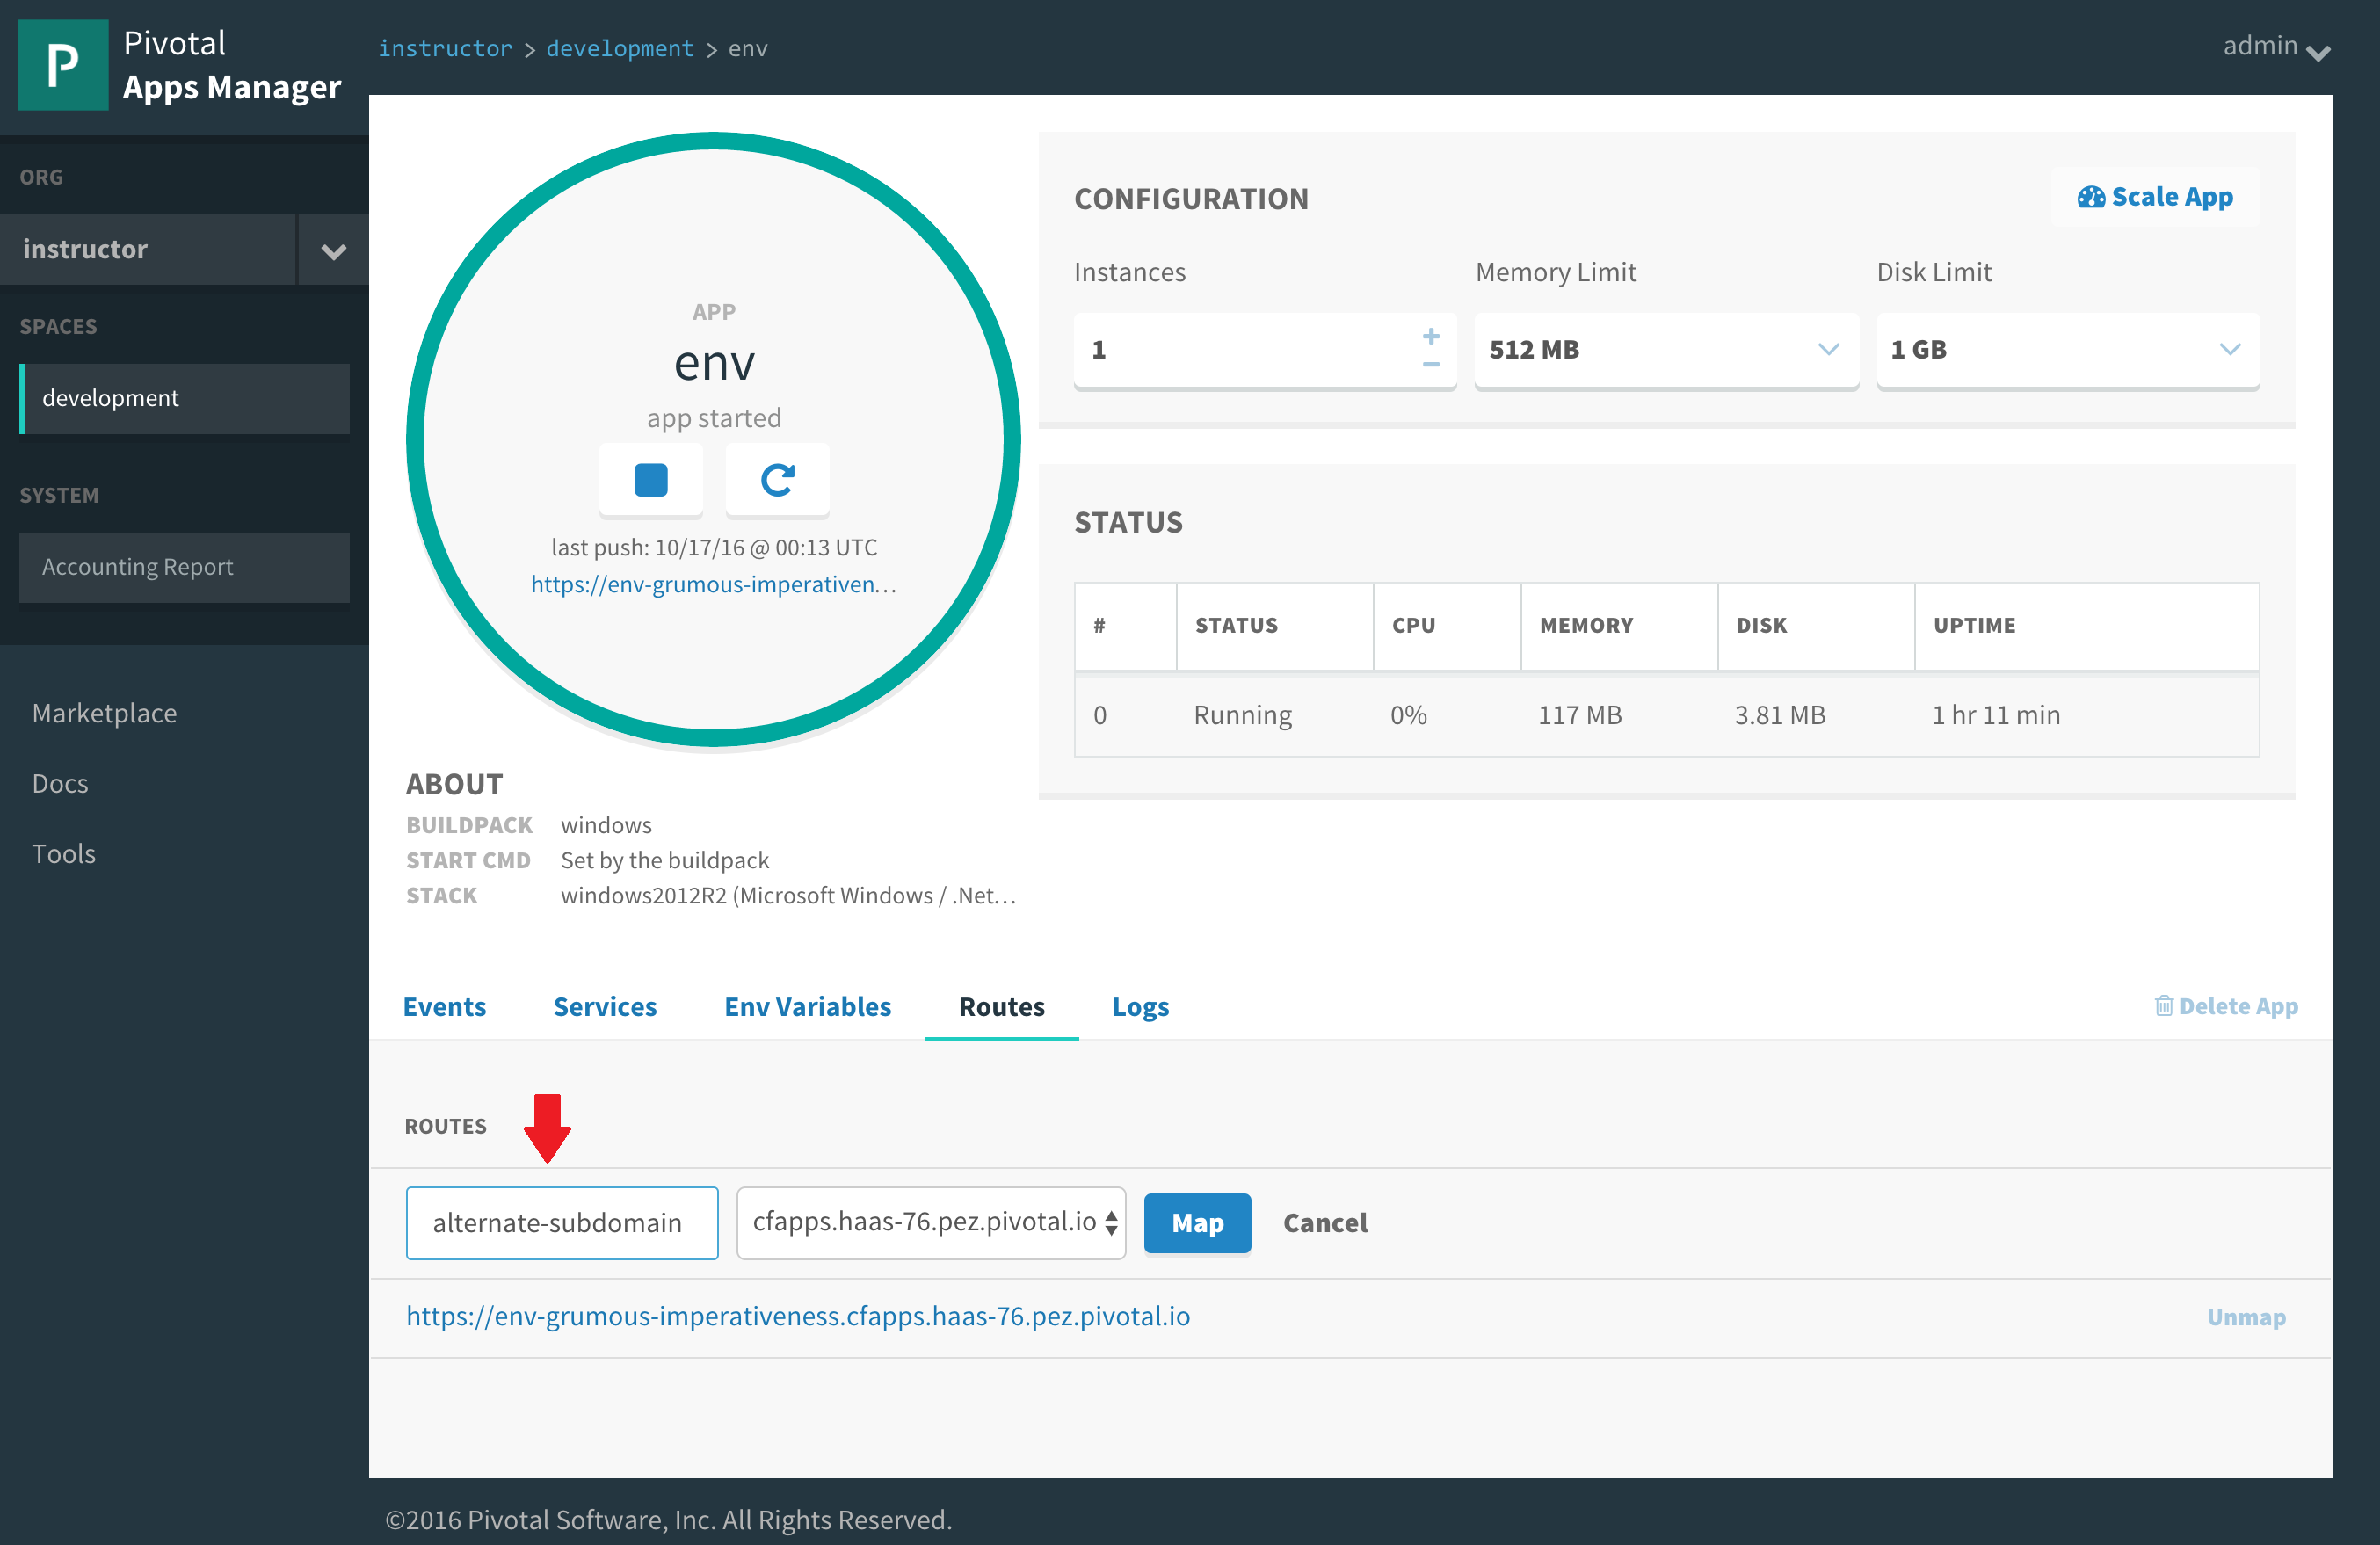 P
Pivotal
Apps Manager
instructor > development > env
admin
ORG
instructor
SPACES
development
SYSTEM
Accounting Report
Marketplace
Docs
Tools
APP
env
app started
last push: 10/17/16 @ 00:13 UTC
https://env-grumous-imperativen...
CONFIGURATION
Scale App
Instances Memory Limit Disk Limit
1 + − 512 MB 1 GB
STATUS
# STATUS CPU MEMORY DISK UPTIME
0 Running 0% 117 MB 3.81 MB 1 hr 11 min
ABOUT
BUILDPACK windows
START CMD Set by the buildpack
STACK windows2012R2 (Microsoft Windows / .Net...
Events Services Env Variables Routes Logs Delete App
ROUTES
alternate-subdomain cfapps.haas-76.pez.pivotal.io Map Cancel
https://env-grumous-imperativeness.cfapps.haas-76.pez.pivotal.io Unmap
©2016 Pivotal Software, Inc. All Rights Reserved.